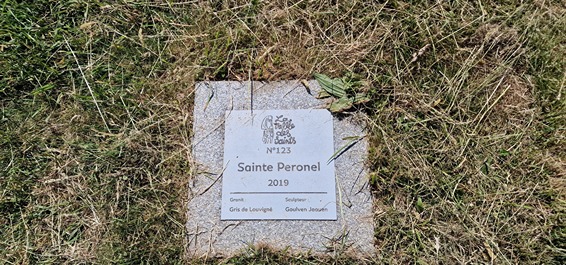 La
Vallée
des
Saints
N°123
Sainte Peronel
2019
Granit Sculpteur
Gris de Louvigné Goulven Jaouen